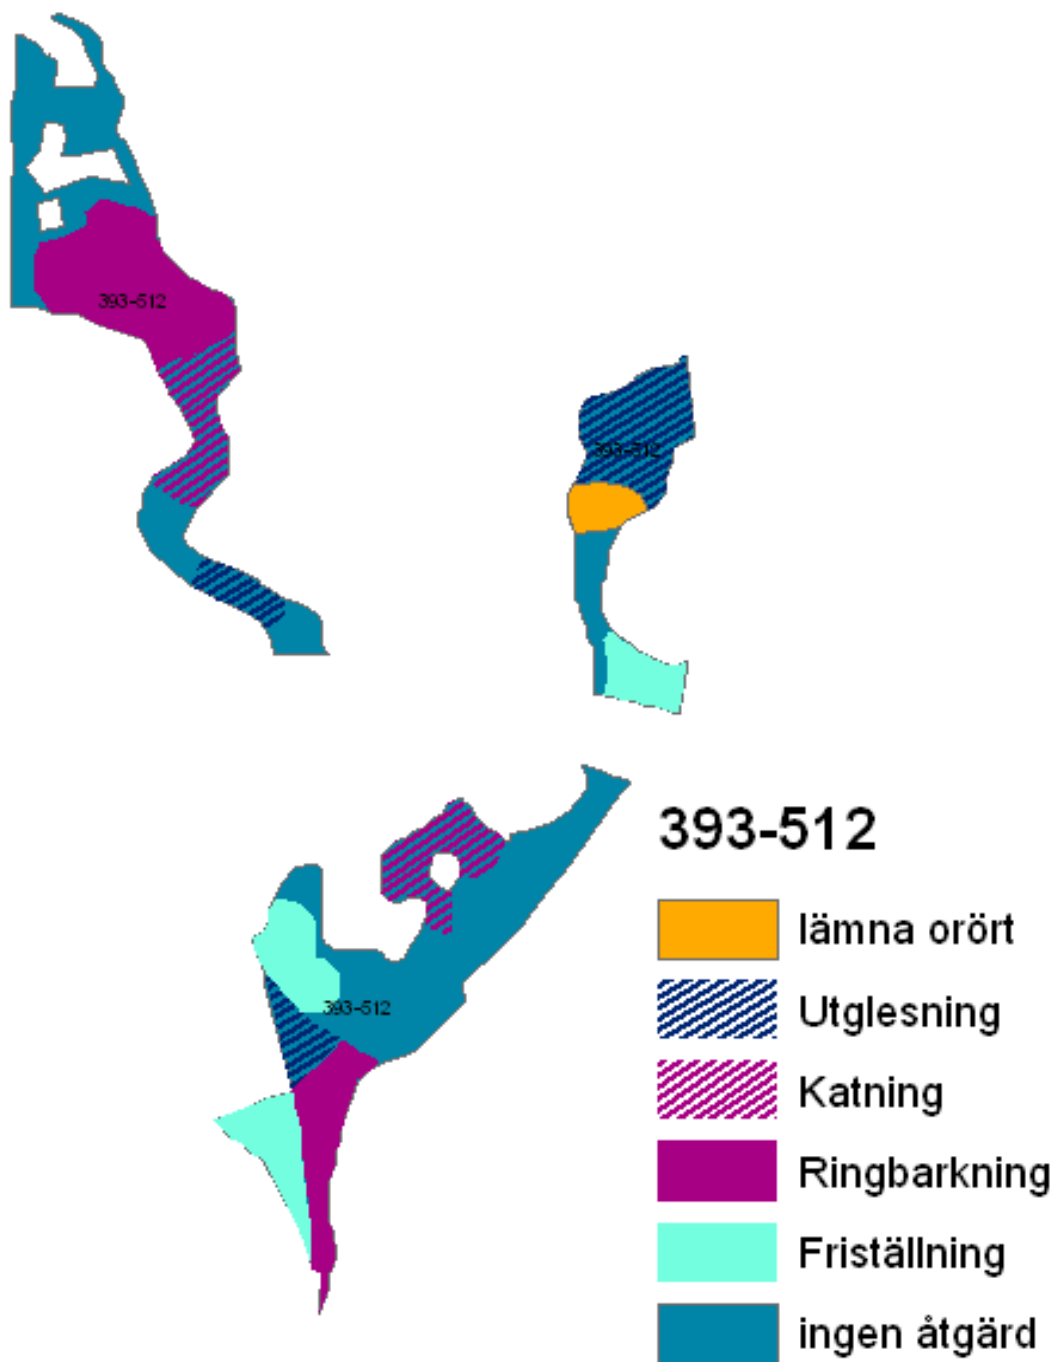 393-512
393-512
393-512
393-512
lämna orört
Utglesning
Katning
Ringbarkning
Friställning
ingen åtgärd